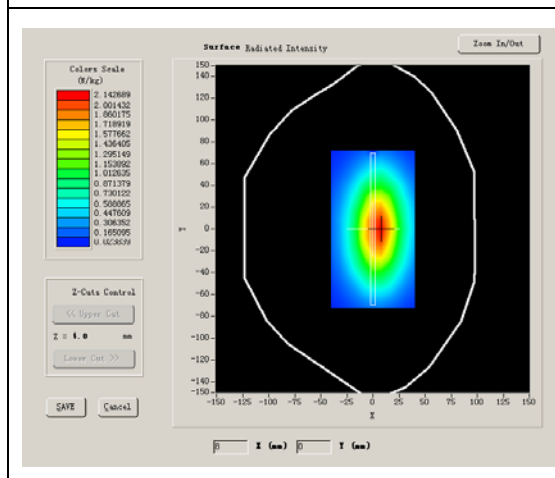 Surface Radiated Intensity
Zoom In/Out
Colors Scale
(W/kg)
2.142689
2.001432
1.860175
1.718919
1.577662
1.436405
1.295149
1.153892
1.012635
0.871379
0.730122
0.588865
0.447609
0.306352
0.165095
0.023839
150
140
120
100
80
60
40
20
0
-20
-40
-60
-80
-100
-120
-140
-150
Y
-150 -125 -100 -75 -50 -25 0 25 50 75 100 125 150
X
Z-Cuts Control
<< Upper Cut
Z = 4.0 mm
Lower Cut >>
SAVE
Cancel
8 X (mm) 0 Y (mm)